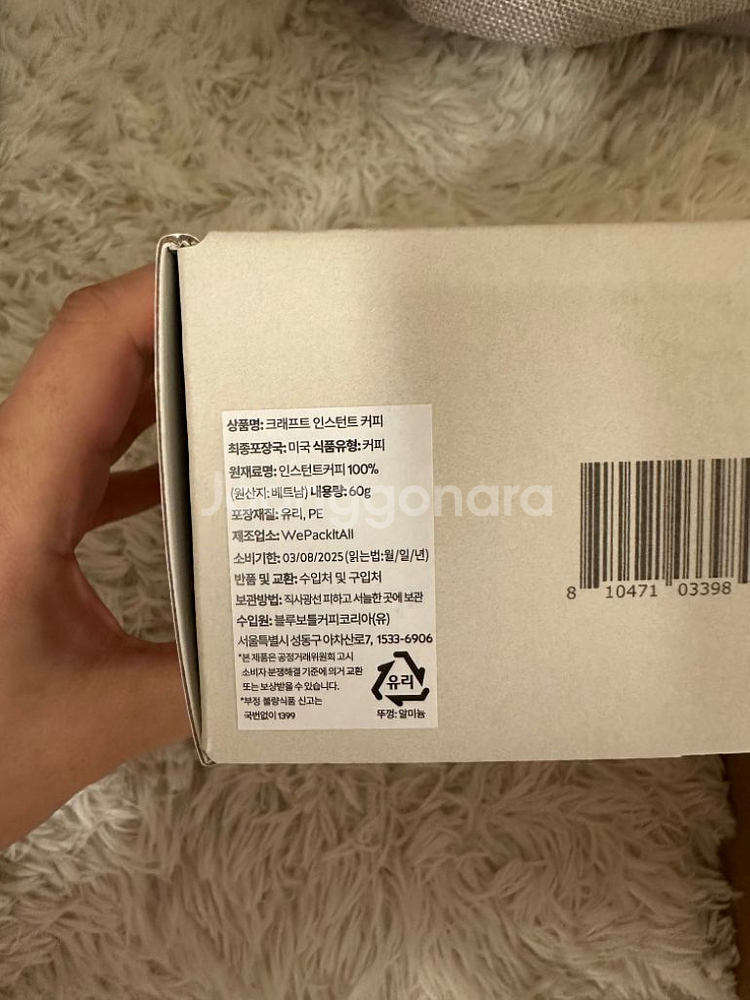 상품명: 크래프트 인스턴트 커피
최종포장국: 미국 식품유형: 커피
원재료명: 인스턴트커피 100%
(원산지: 베트남) 내용량: 60g
포장재질: 유리, PE
제조업소: WePackItAll
소비기한: 03/08/2025 (읽는법:월/일/년)
반품 및 교환: 수입처 및 구입처
보관방법: 직사광선 피하고 서늘한 곳에 보관
수입원: 블루보틀커피코리아(유)
서울특별시 성동구 아차산로7, 1533-6906
*본 제품은 공정거래위원회 고시
소비자 분쟁해결 기준에 의거 교환
또는 보상받을 수 있습니다.
*부정 불량식품 신고는
국번없이 1399
유리
뚜껑: 알미늄
8 10471 03398